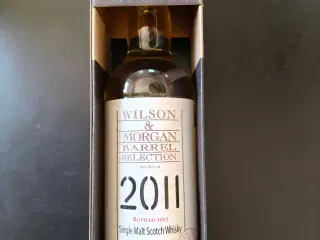 WILSON
&
MORGAN
BARREL
SELECTION
2011
Single Malt Scotch Whisky